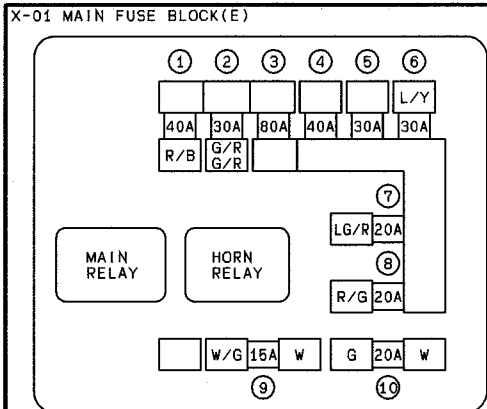 X-01 MAIN FUSE BLOCK(E)
1 2 3 4 5 6
L/Y
40A 30A 80A 40A 30A 30A
R/B G/R
G/R
7
LG/R 20A
MAIN RELAY
HORN RELAY
8
R/G 20A
W/G 15A W G 20A W
9 10